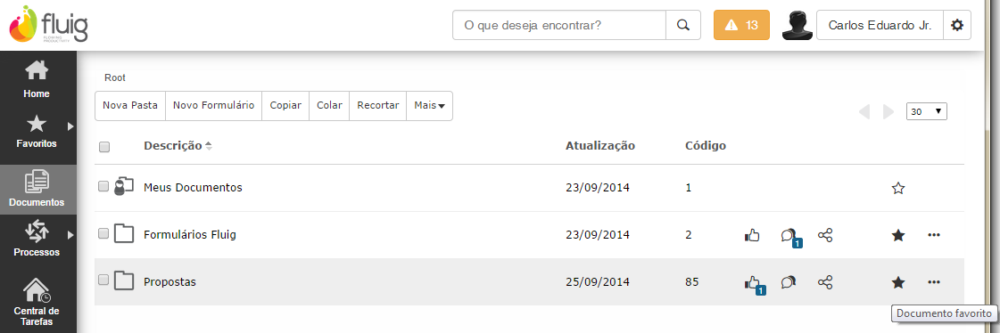 fluig
O que deseja encontrar?
13
Carlos Eduardo Jr.
Home
Favoritos
Documentos
Processos
Central de
Tarefas
Root
Nova Pasta
Novo Formulário
Copiar
Colar
Recortar
Mais
30
Descrição
Atualização
Código
Meus Documentos
23/09/2014
1
Formulários Fluig
23/09/2014
2
1
Propostas
25/09/2014
85
1
Documento favorito